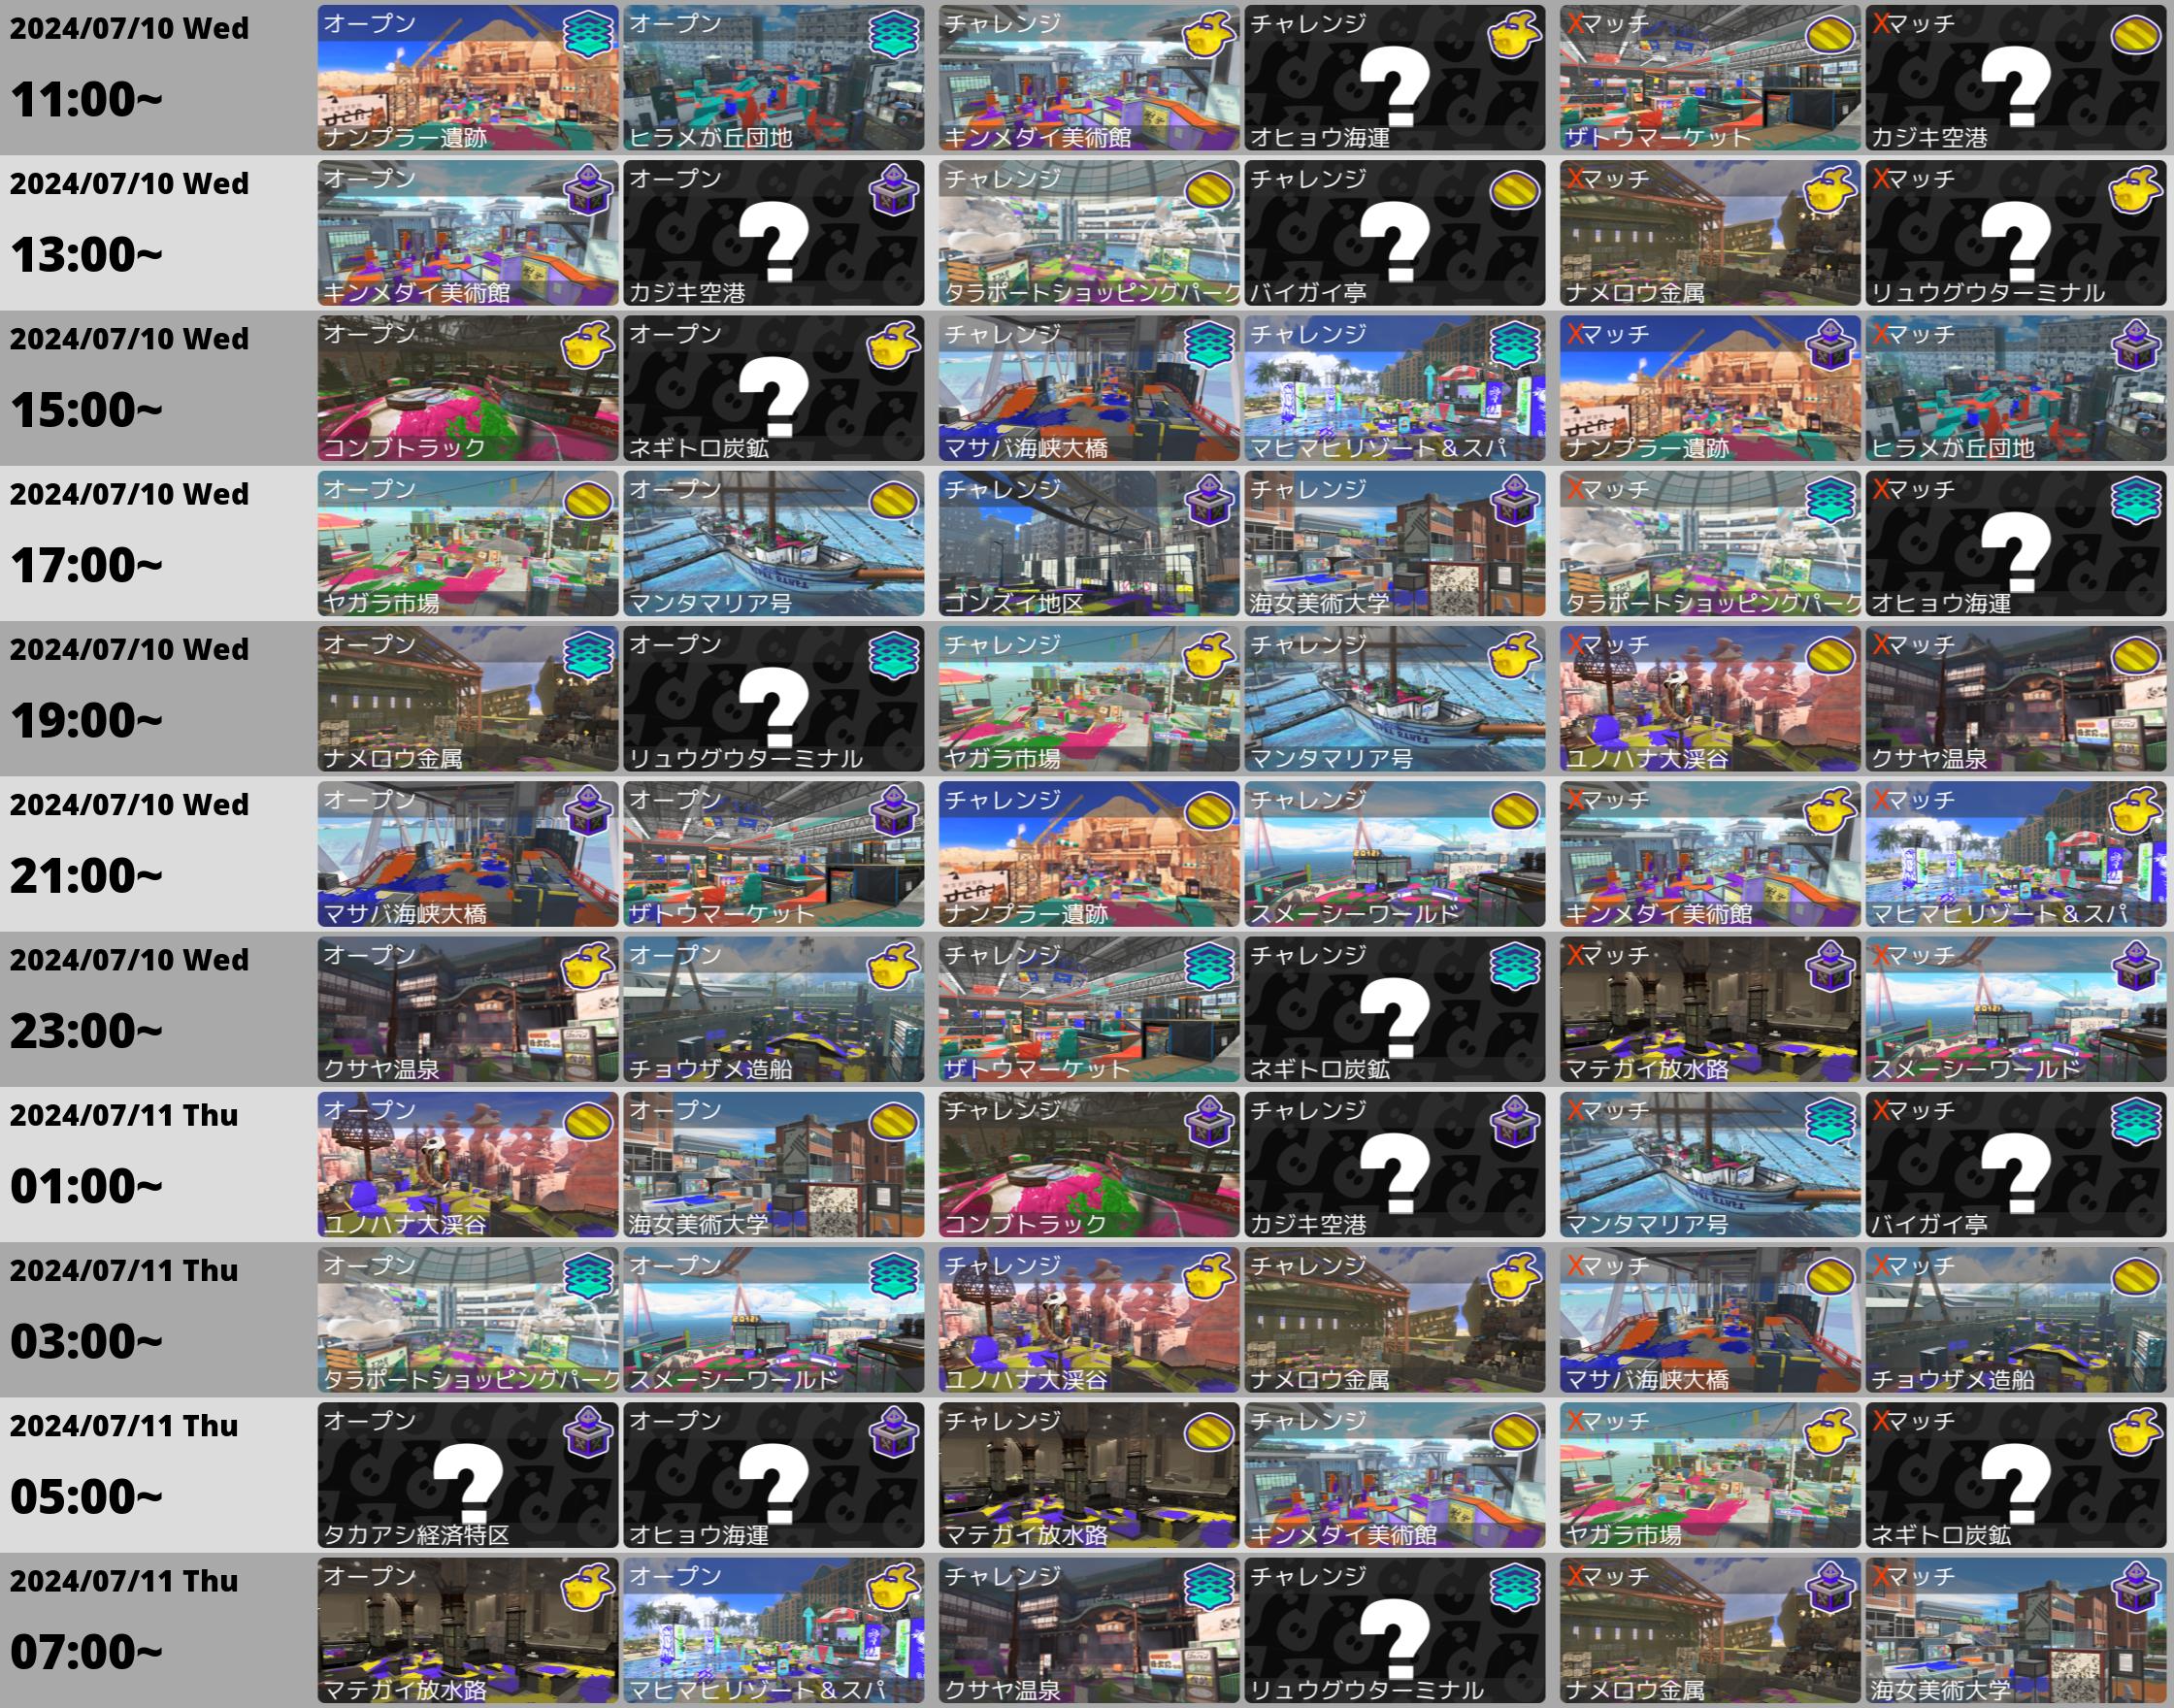 2024/07/10 Wed
11:00~
オープン
ナンプラー遺跡
オープン
ヒラメが丘団地
チャレンジ
キンメダイ美術館
チャレンジ
オヒョウ海運
Xマッチ
ザトウマーケット
Xマッチ
カジキ空港
2024/07/10 Wed
13:00~
オープン
キンメダイ美術館
オープン
カジキ空港
チャレンジ
タラポートショッピングパーク
チャレンジ
バイガイ亭
Xマッチ
ナメロウ金属
Xマッチ
リュウグウターミナル
2024/07/10 Wed
15:00~
オープン
コンブトラック
オープン
ネギトロ炭鉱
チャレンジ
マサバ海峡大橋
チャレンジ
マヒマヒリゾート＆スパ
Xマッチ
ナンプラー遺跡
Xマッチ
ヒラメが丘団地
2024/07/10 Wed
17:00~
オープン
ヤガラ市場
オープン
マンタマリア号
チャレンジ
ゴンズイ地区
チャレンジ
海女美術大学
Xマッチ
タラポートショッピングパーク
Xマッチ
オヒョウ海運
2024/07/10 Wed
19:00~
オープン
ナメロウ金属
オープン
リュウグウターミナル
チャレンジ
ヤガラ市場
チャレンジ
マンタマリア号
Xマッチ
ユノハナ大渓谷
Xマッチ
クサヤ温泉
2024/07/10 Wed
21:00~
オープン
マサバ海峡大橋
オープン
ザトウマーケット
チャレンジ
ナンプラー遺跡
チャレンジ
スメーシーワールド
Xマッチ
キンメダイ美術館
Xマッチ
マヒマヒリゾート＆スパ
2024/07/10 Wed
23:00~
オープン
クサヤ温泉
オープン
チョウザメ造船
チャレンジ
ザトウマーケット
チャレンジ
ネギトロ炭鉱
Xマッチ
マテガイ放水路
Xマッチ
スメーシーワールド
2024/07/11 Thu
01:00~
オープン
ユノハナ大渓谷
オープン
海女美術大学
チャレンジ
コンブトラック
チャレンジ
カジキ空港
Xマッチ
マンタマリア号
Xマッチ
バイガイ亭
2024/07/11 Thu
03:00~
オープン
タラポートショッピングパーク
オープン
スメーシーワールド
チャレンジ
ユノハナ大渓谷
チャレンジ
ナメロウ金属
Xマッチ
マサバ海峡大橋
Xマッチ
チョウザメ造船
2024/07/11 Thu
05:00~
オープン
タカアシ経済特区
オープン
オヒョウ海運
チャレンジ
マテガイ放水路
チャレンジ
キンメダイ美術館
Xマッチ
ヤガラ市場
Xマッチ
ネギトロ炭鉱
2024/07/11 Thu
07:00~
オープン
マテガイ放水路
オープン
マヒマヒリゾート＆スパ
チャレンジ
クサヤ温泉
チャレンジ
リュウグウターミナル
Xマッチ
ナメロウ金属
Xマッチ
海女美術大学